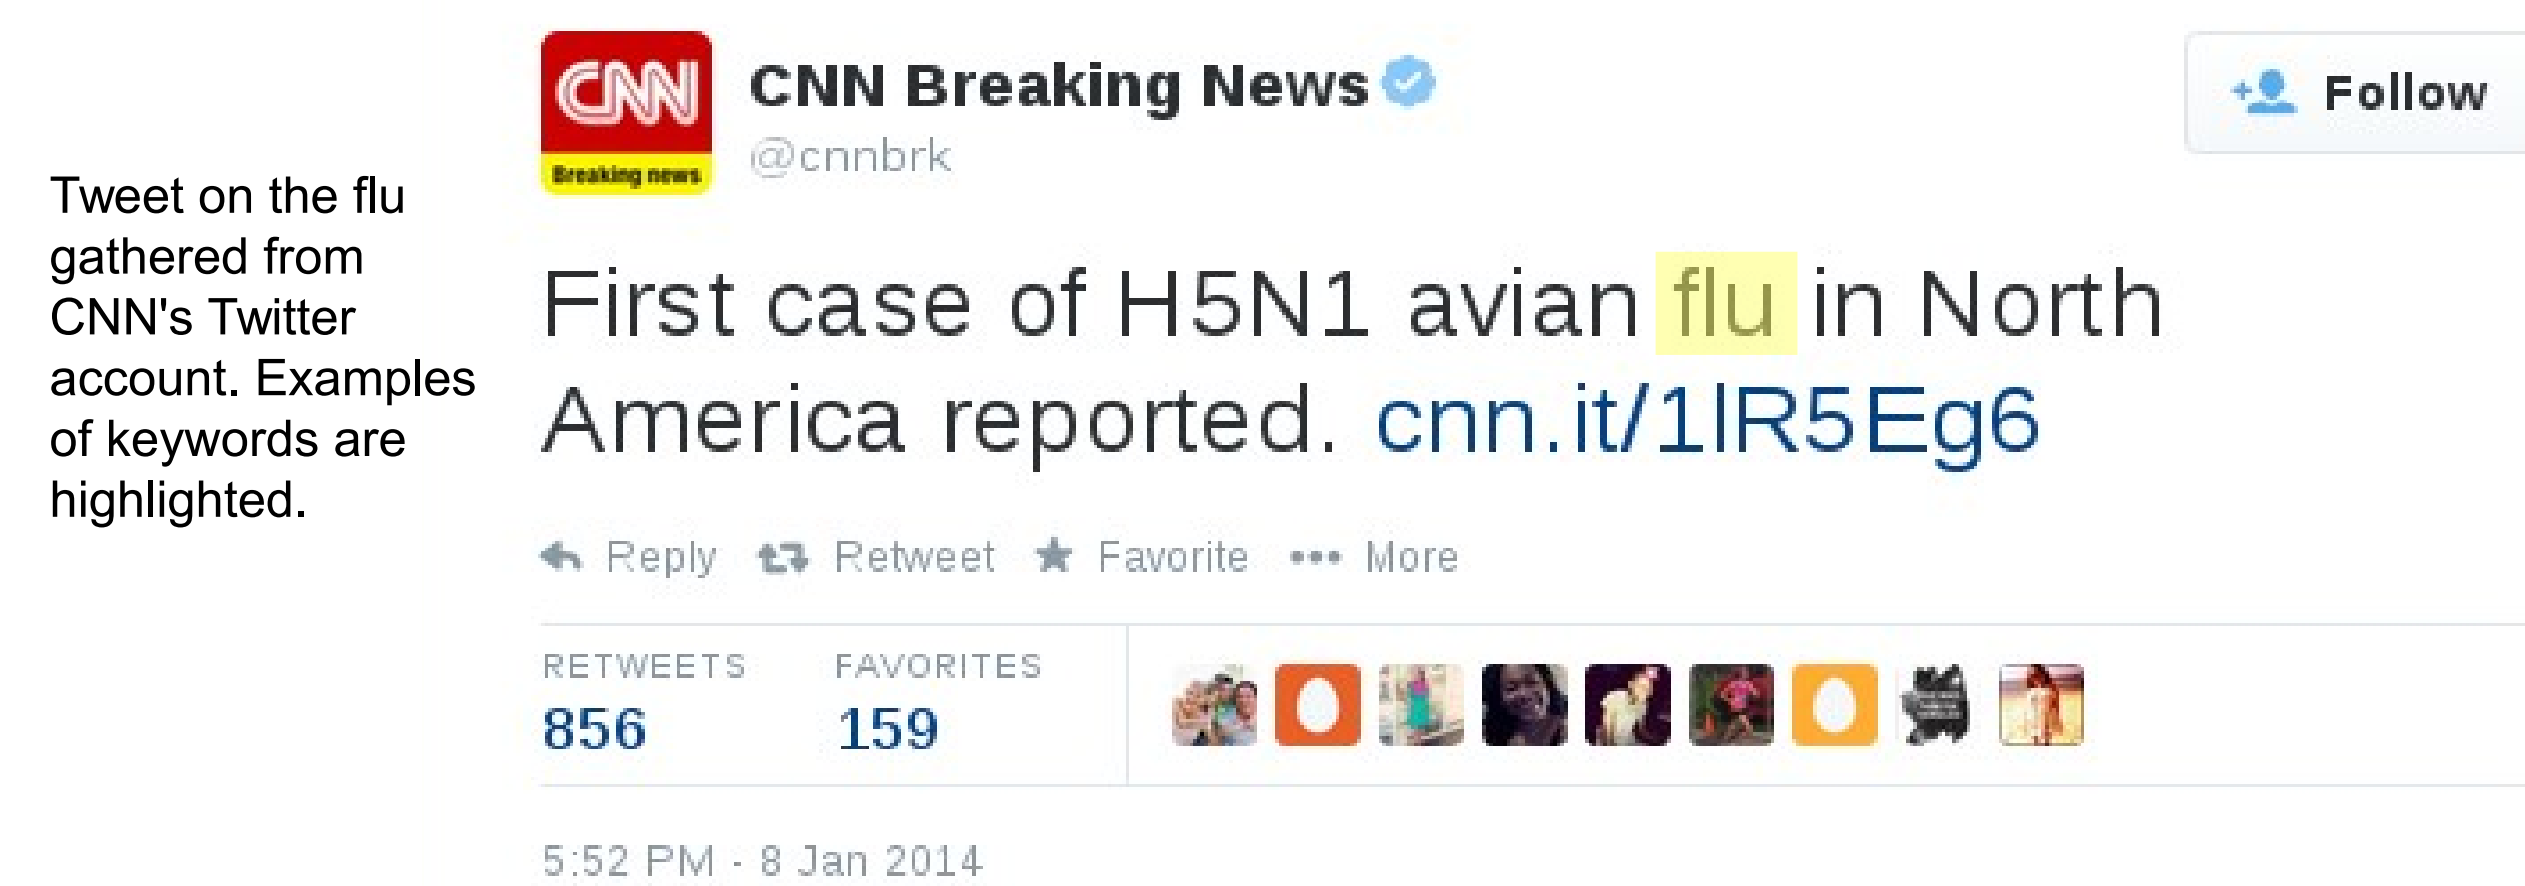 Tweet on the flu
gathered from
CNN's Twitter
account. Examples
of keywords are
highlighted.
CNN
Breaking news
CNN Breaking News
@cnnbrk
Follow
First case of H5N1 avian flu in North
America reported. cnn.it/1lR5Eg6
Reply Retweet Favorite More
RETWEETS FAVORITES
856 159
5:52 PM - 8 Jan 2014